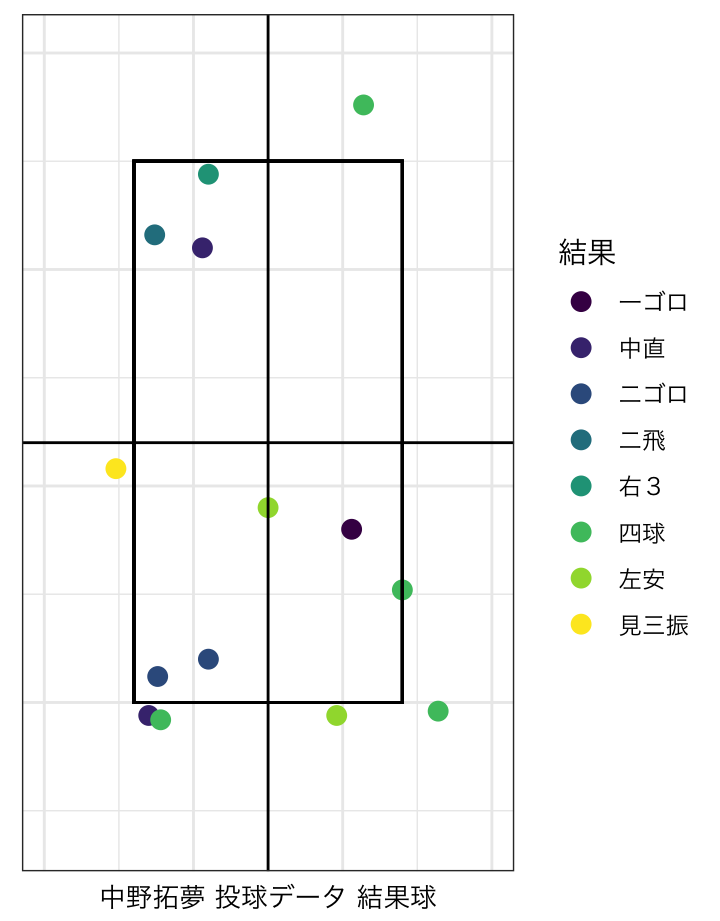 結果
一ゴロ
中直
二ゴロ
二飛
右３
四球
左安
見三振
中野拓夢 投球データ 結果球